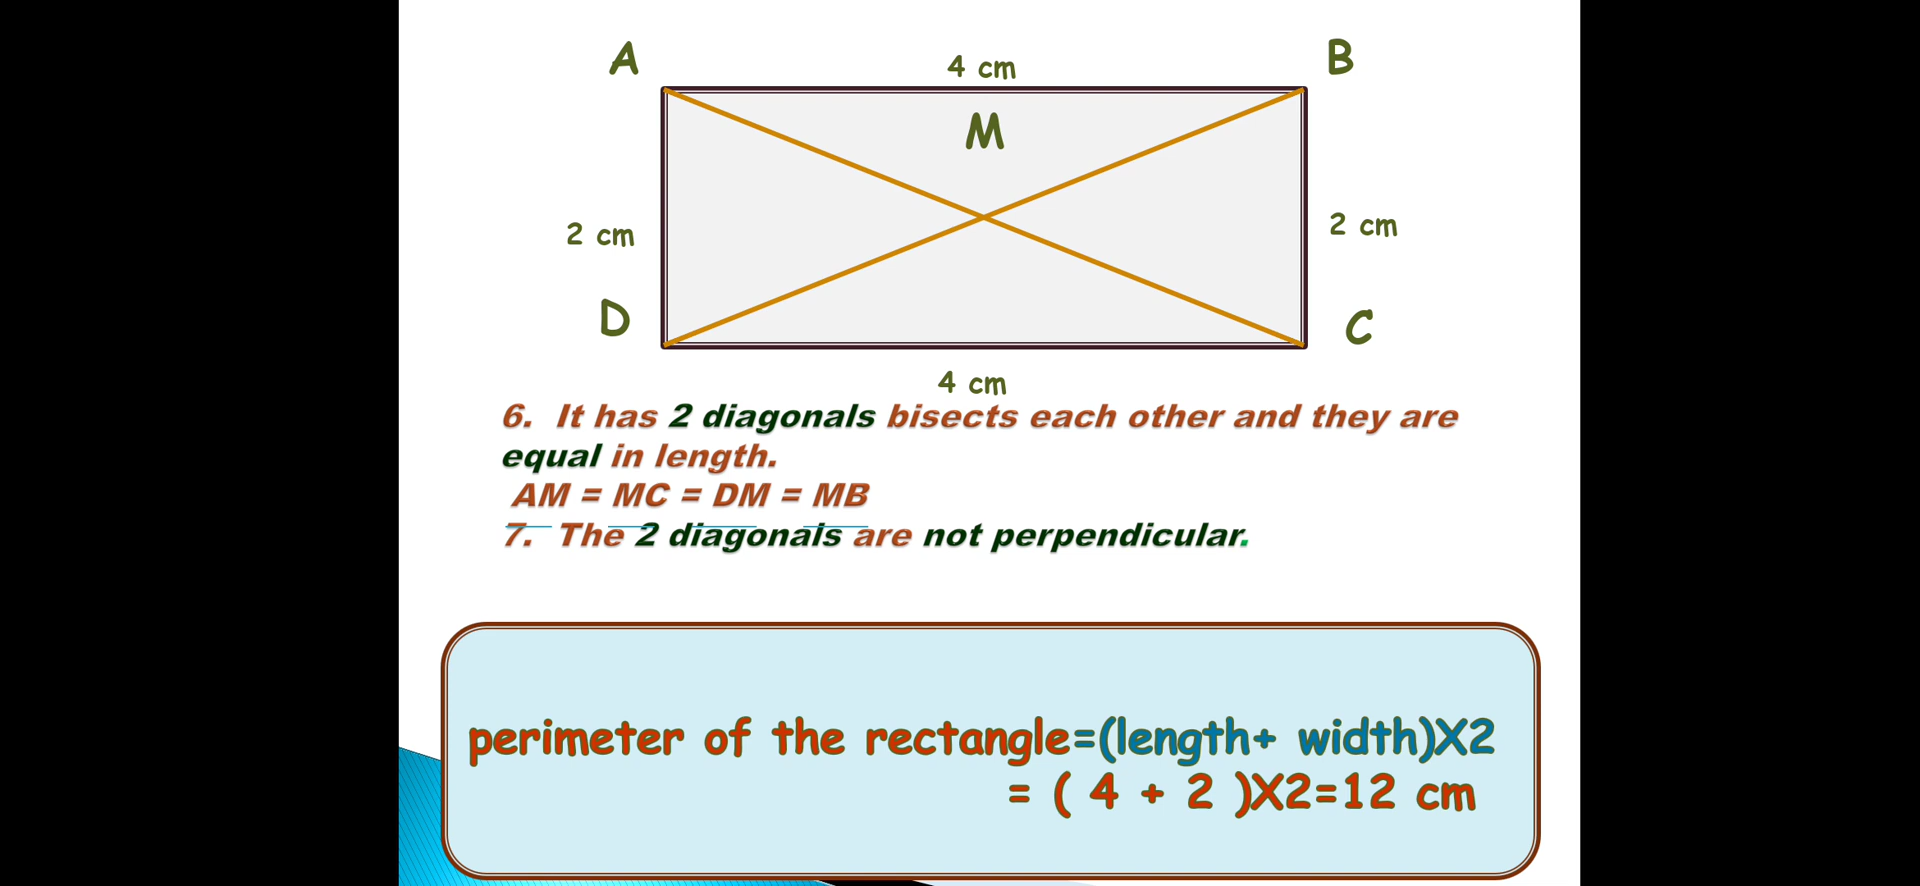 A
4 cm
B
M
2 cm
2 cm
D
C
4 cm
6. It has 2 diagonals bisects each other and they are
equal in length.
AM = MC = DM = MB
7. The 2 diagonals are not perpendicular.
perimeter of the rectangle=(length+ width)X2
= ( 4 + 2 )X2=12 cm